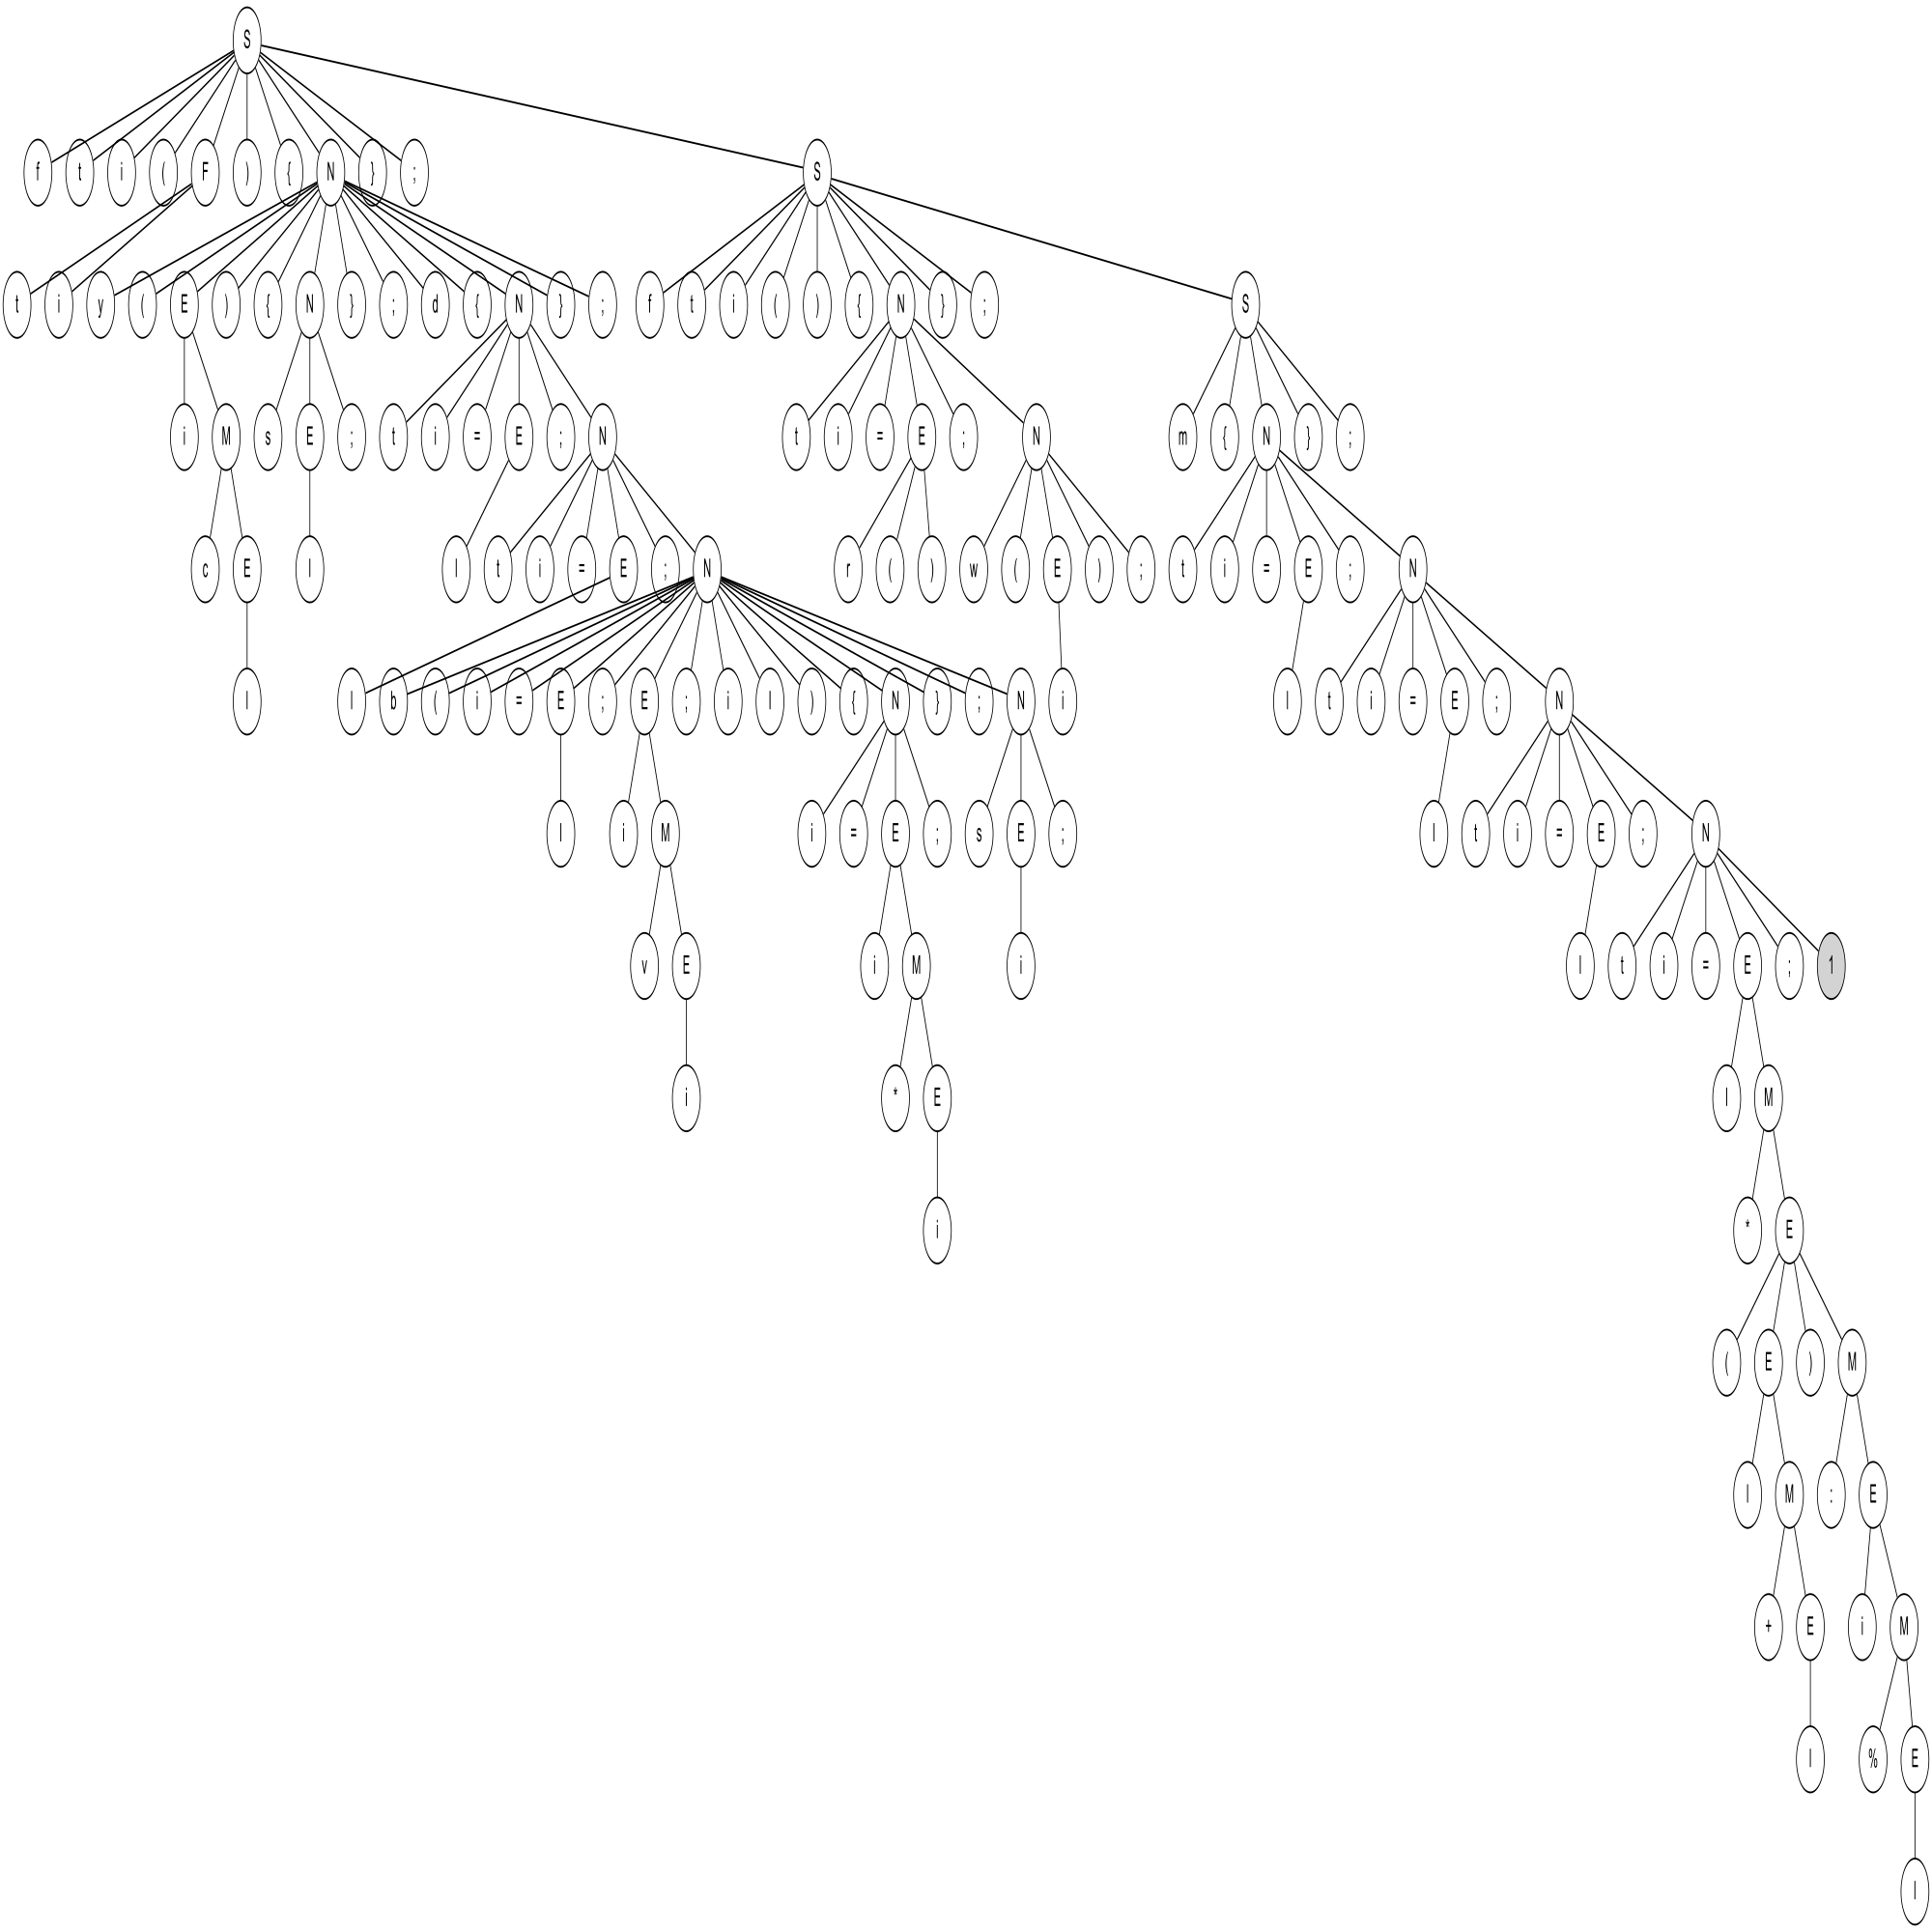 S
f t i ( F ) { N } ; S
t i y ( E ) { N } ; d { N } ; f t i ( ) { N } ; S
i M s E ; t i = E ; N t i = E ; N m { N } ;
c E l l t i = E ; N r ( ) w ( E ) ; t i = E ; N
l l b ( i = E ; E ; i l ) { N } ; N i l t i = E ; N
l i M i = E ; s E ; l t i = E ; N
v E i M i l t i = E ; 1
i * E l M
i * E
( E ) M
l M : E
+ E i M
l % E
l